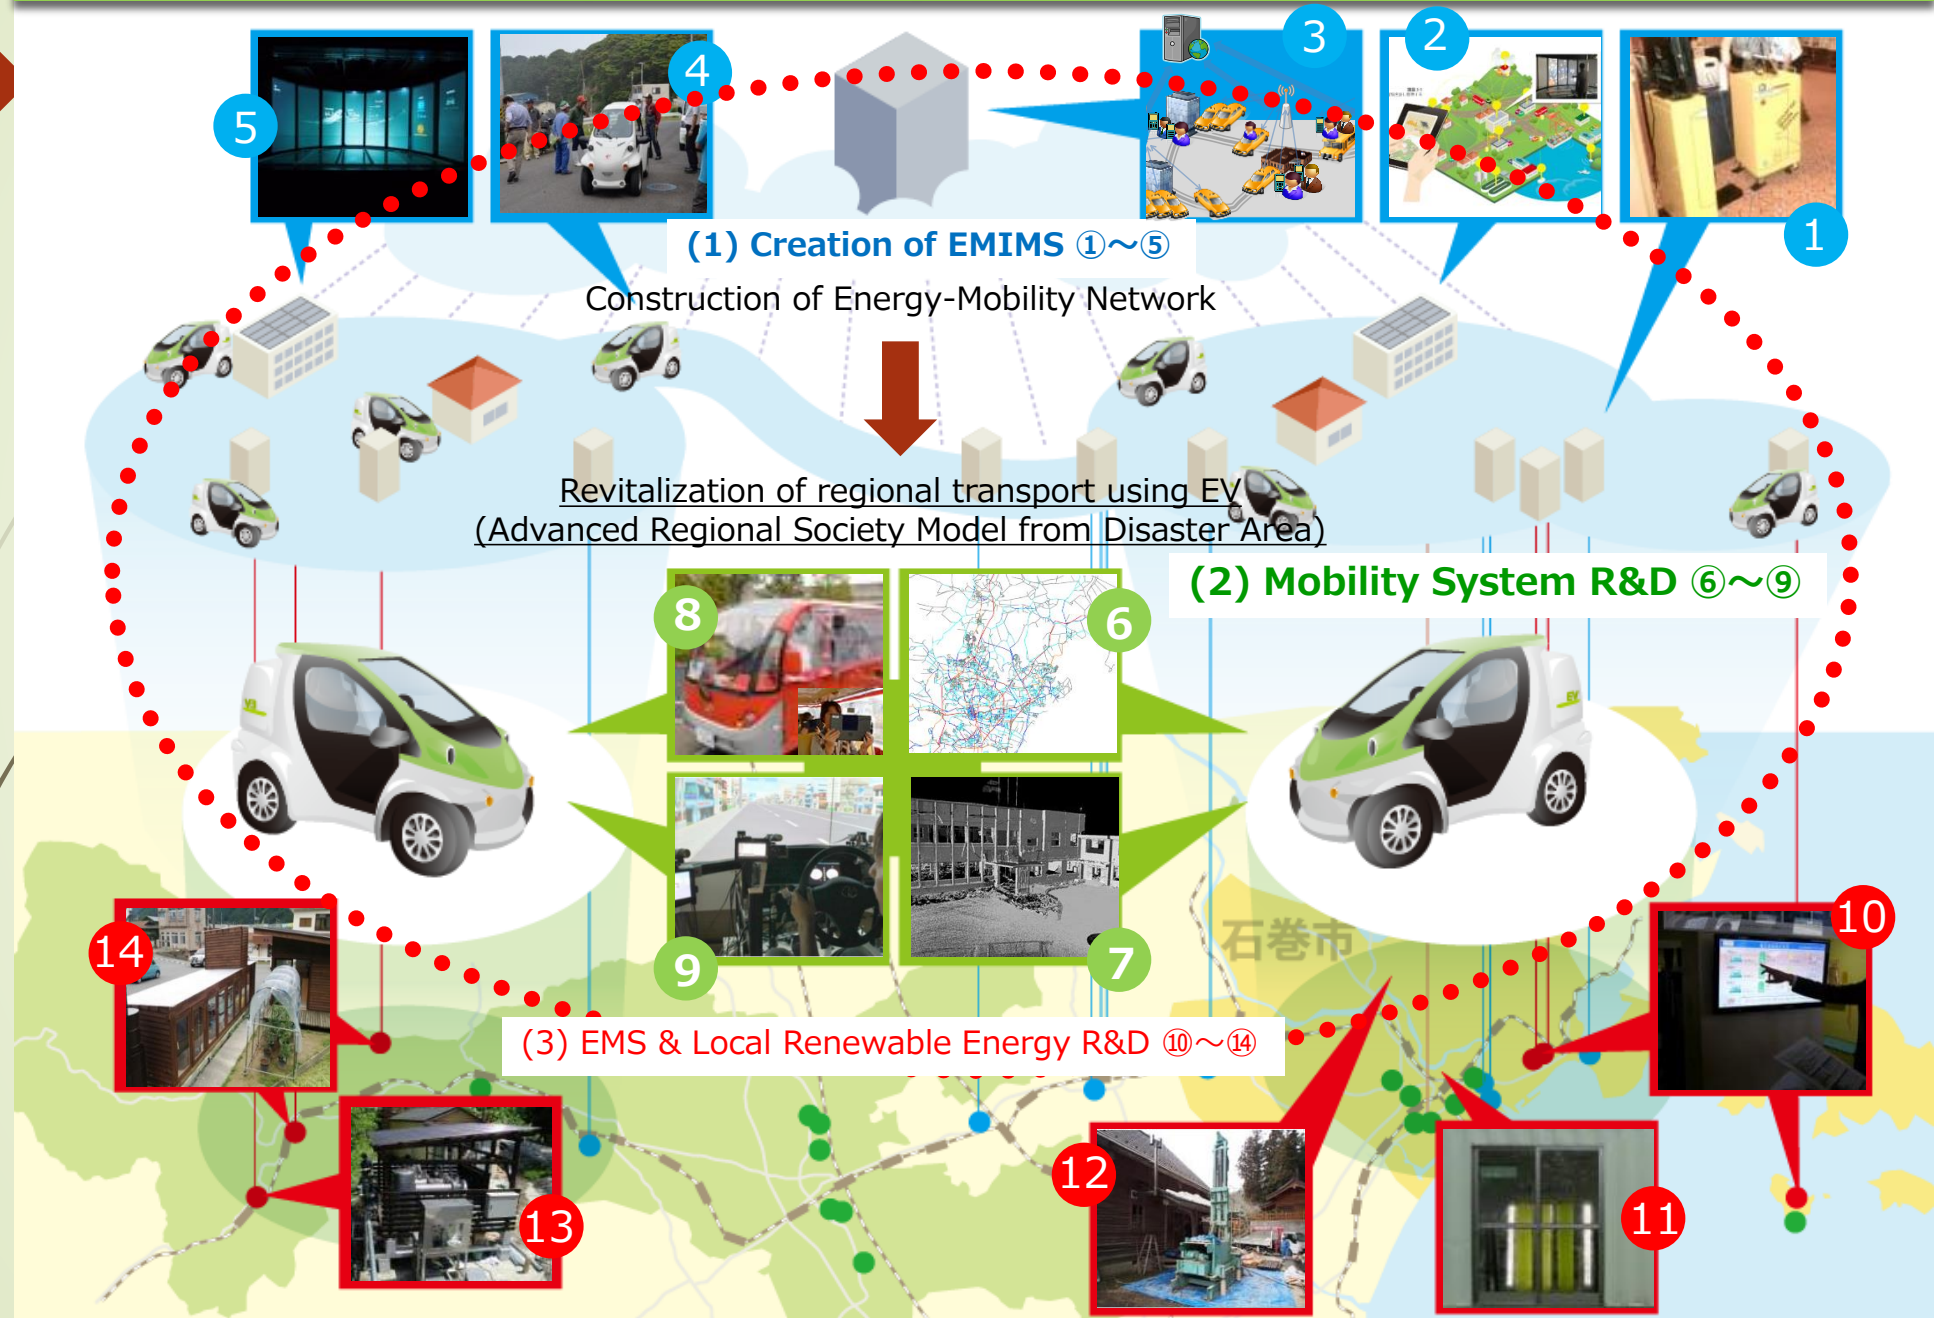 5
4
3
2
1
(1) Creation of EMIMS ①～⑤
Construction of Energy-Mobility Network
Revitalization of regional transport using EV
(Advanced Regional Society Model from Disaster Area)
(2) Mobility System R&D ⑥～⑨
8
6
EV
9
7
石巻市
14
10
(3) EMS & Local Renewable Energy R&D ⑩～⑭
13
12
11